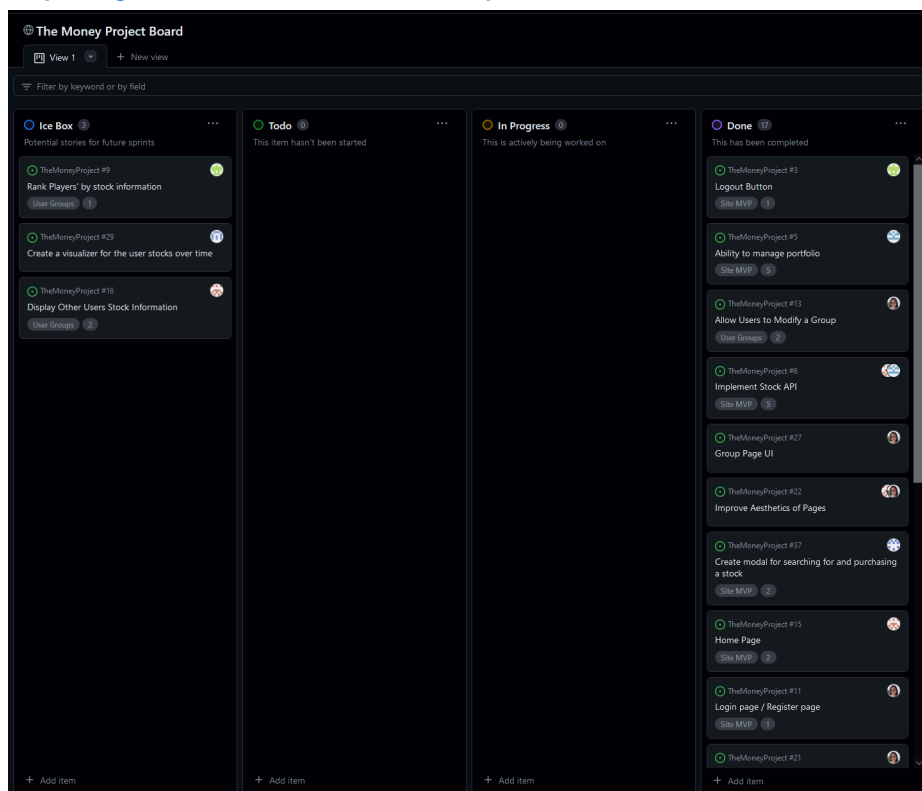 The Money Project Board
View 1
+ New view
Filter by keyword or by field
Ice Box 3
Potential stories for future sprints
TheMoneyProject #9
Rank Players' by stock information
User Groups 1
TheMoneyProject #29
Create a visualizer for the user stocks over time
TheMoneyProject #16
Display Other Users Stock Information
User Groups 2
+ Add item
Todo 0
This item hasn't been started
+ Add item
In Progress 0
This is actively being worked on
+ Add item
Done 17
This has been completed
TheMoneyProject #3
Logout Button
Site MVP 1
TheMoneyProject #5
Ability to manage portfolio
Site MVP 5
TheMoneyProject #13
Allow Users to Modify a Group
User Groups 2
TheMoneyProject #6
Implement Stock API
Site MVP 5
TheMoneyProject #27
Group Page UI
TheMoneyProject #22
Improve Aesthetics of Pages
TheMoneyProject #37
Create modal for searching for and purchasing
a stock
Site MVP 2
TheMoneyProject #15
Home Page
Site MVP 2
TheMoneyProject #11
Login page / Register page
Site MVP 1
TheMoneyProject #21
+ Add item